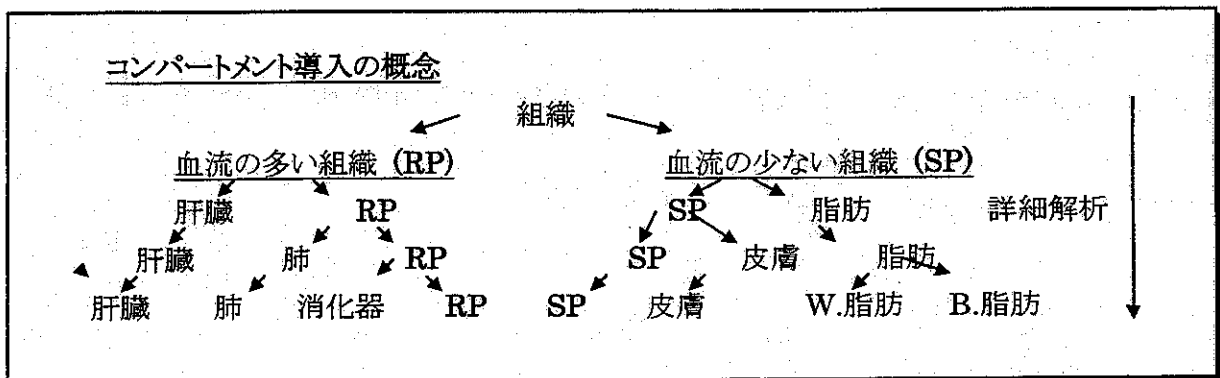 コンパートメント導入の概念
組織
血流の多い組織 (RP) 血流の少ない組織 (SP)
肝臓 RP SP 脂肪 詳細解析
肝臓 肺 RP SP 皮膚 脂肪
肝臓 肺 消化器 RP SP 皮膚 W.脂肪 B.脂肪